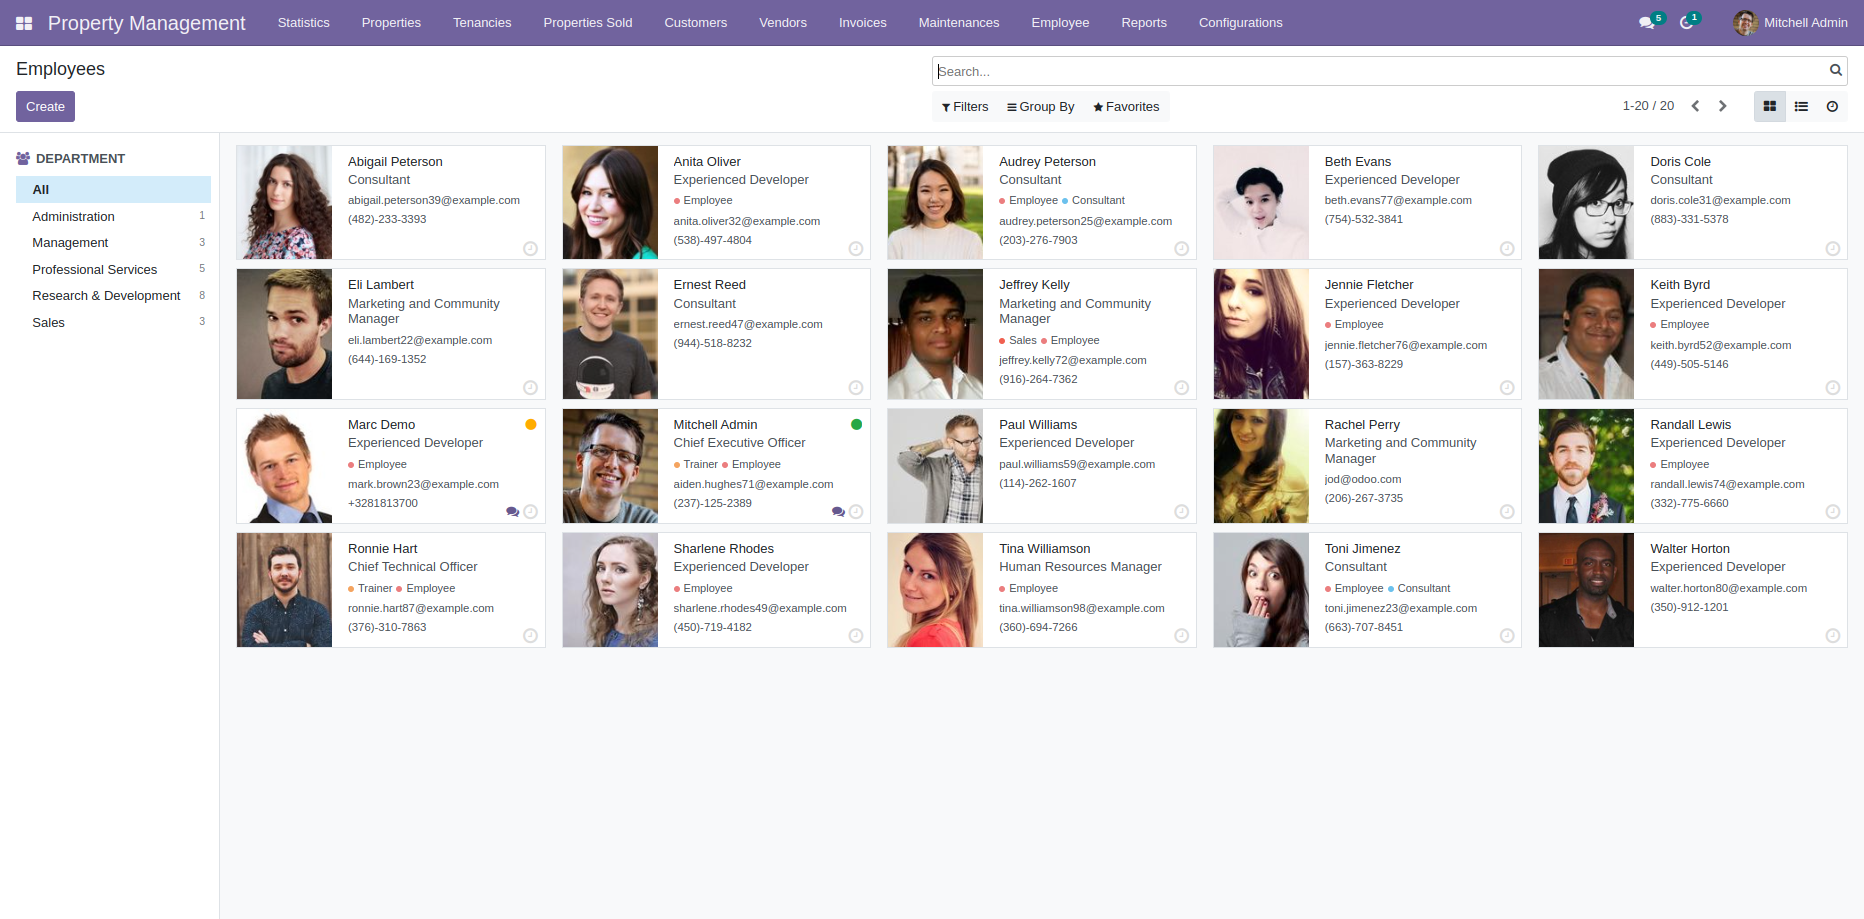 Property Management
Statistics
Properties
Tenancies
Properties Sold
Customers
Vendors
Invoices
Maintenances
Employee
Reports
Configurations
5
1
Mitchell Admin
Employees
Search...
Create
Filters
Group By
Favorites
1-20 / 20
DEPARTMENT
All
Administration 1
Management 3
Professional Services 5
Research & Development 8
Sales 3
Abigail Peterson
Consultant
abigail.peterson39@example.com
(482)-233-3393
Anita Oliver
Experienced Developer
Employee
anita.oliver32@example.com
(538)-497-4804
Audrey Peterson
Consultant
Employee Consultant
audrey.peterson25@example.com
(203)-276-7903
Beth Evans
Experienced Developer
beth.evans77@example.com
(754)-532-3841
Doris Cole
Consultant
doris.cole31@example.com
(883)-331-5378
Eli Lambert
Marketing and Community
Manager
eli.lambert22@example.com
(644)-169-1352
Ernest Reed
Consultant
ernest.reed47@example.com
(944)-518-8232
Jeffrey Kelly
Marketing and Community
Manager
Sales Employee
jeffrey.kelly72@example.com
(916)-264-7362
Jennie Fletcher
Experienced Developer
Employee
jennie.fletcher76@example.com
(157)-363-8229
Keith Byrd
Experienced Developer
Employee
keith.byrd52@example.com
(449)-505-5146
Marc Demo
Experienced Developer
Employee
mark.brown23@example.com
+3281813700
Mitchell Admin
Chief Executive Officer
Trainer Employee
aiden.hughes71@example.com
(237)-125-2389
Paul Williams
Experienced Developer
paul.williams59@example.com
(114)-262-1607
Rachel Perry
Marketing and Community
Manager
jod@odoo.com
(206)-267-3735
Randall Lewis
Experienced Developer
Employee
randall.lewis74@example.com
(332)-775-6660
Ronnie Hart
Chief Technical Officer
Trainer Employee
ronnie.hart87@example.com
(376)-310-7863
Sharlene Rhodes
Experienced Developer
Employee
sharlene.rhodes49@example.com
(450)-719-4182
Tina Williamson
Human Resources Manager
Employee
tina.williamson98@example.com
(360)-694-7266
Toni Jimenez
Consultant
Employee Consultant
toni.jimenez23@example.com
(663)-707-8451
Walter Horton
Experienced Developer
walter.horton80@example.com
(350)-912-1201